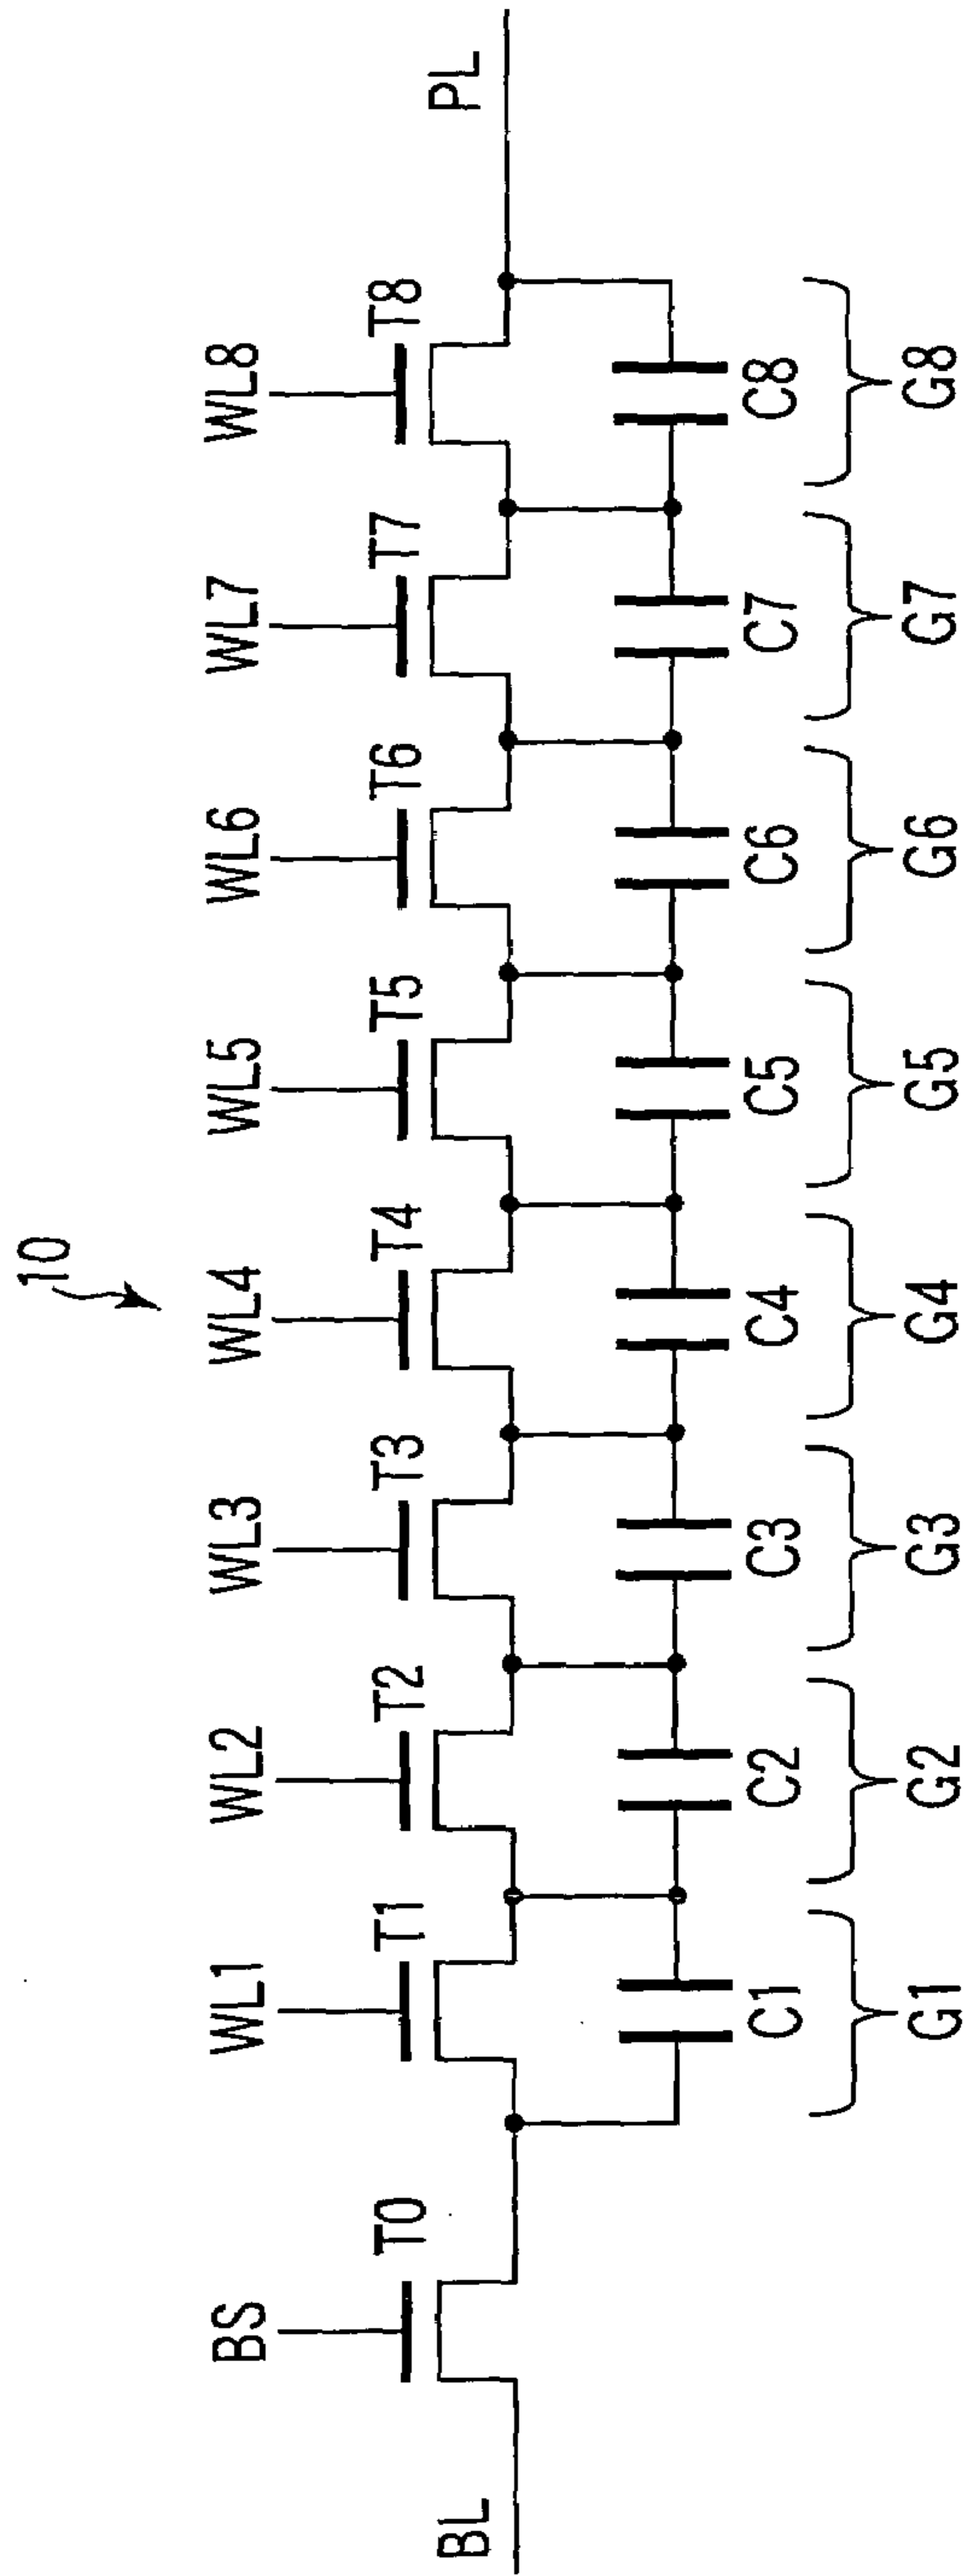 10
BS WL1 WL2 WL3 WL4 WL5 WL6 WL7 WL8
T0 T1 T2 T3 T4 T5 T6 T7 T8
BL PL
C1 C2 C3 C4 C5 C6 C7 C8
G1 G2 G3 G4 G5 G6 G7 G8